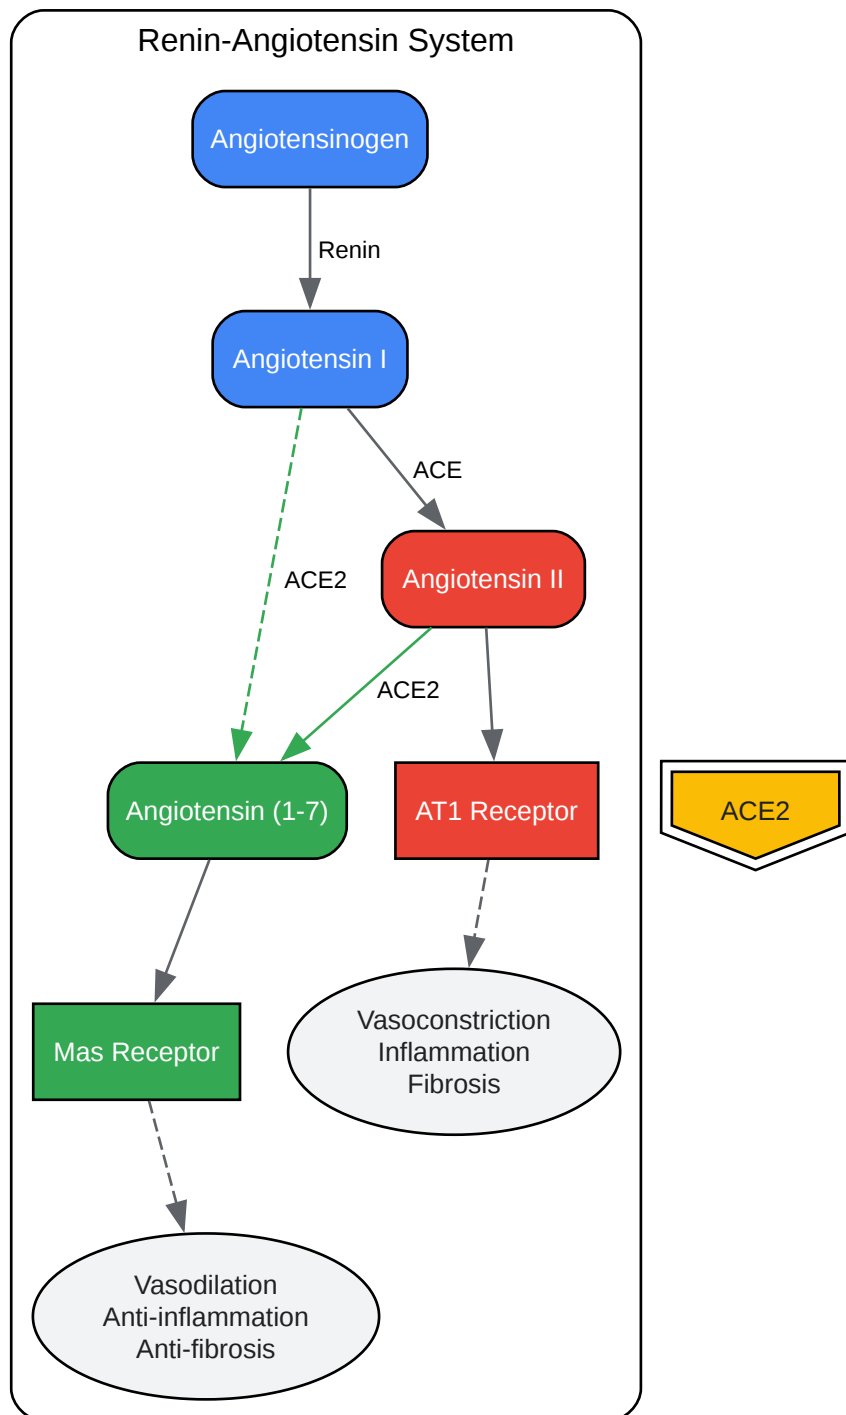 Renin-Angiotensin System
Angiotensinogen
Renin
Angiotensin I
ACE
ACE2
Angiotensin II
ACE2
Angiotensin (1-7)
AT1 Receptor
ACE2
Mas Receptor
Vasoconstriction
Inflammation
Fibrosis
Vasodilation
Anti-inflammation
Anti-fibrosis